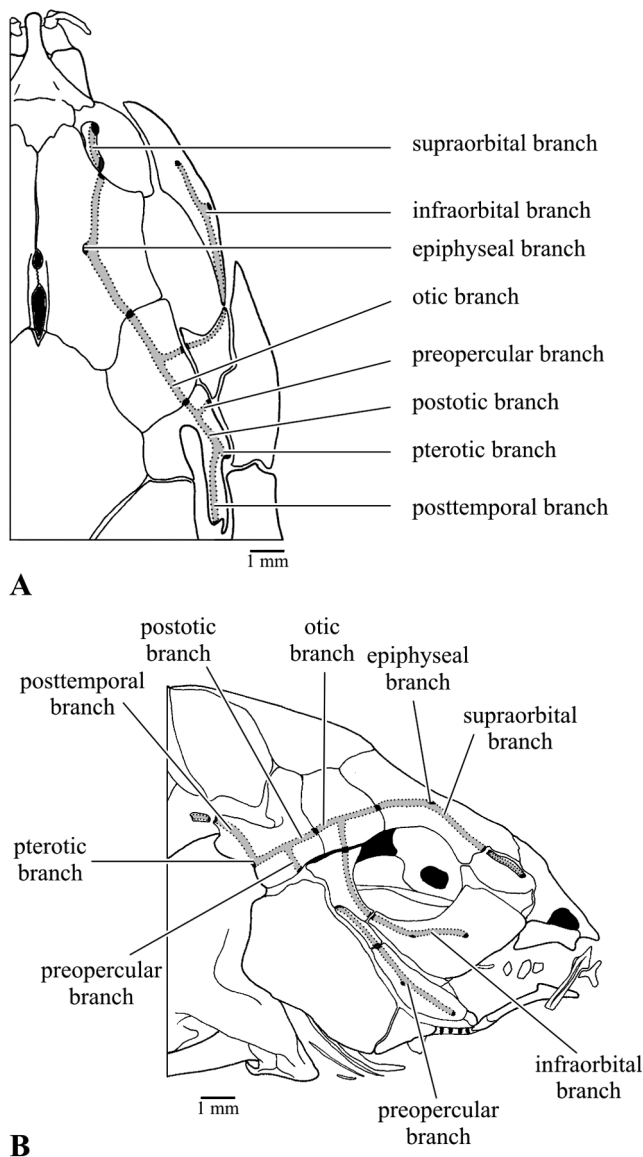 supraorbital branch
infraorbital branch
epiphyseal branch
otic branch
preopercular branch
postotic branch
pterotic branch
posttemporal branch
1 mm
A
postotic
branch
otic
branch
epiphyseal
branch
posttemporal
branch
supraorbital
branch
pterotic
branch
preopercular
branch
infraorbital
branch
1 mm
preopercular
branch
B